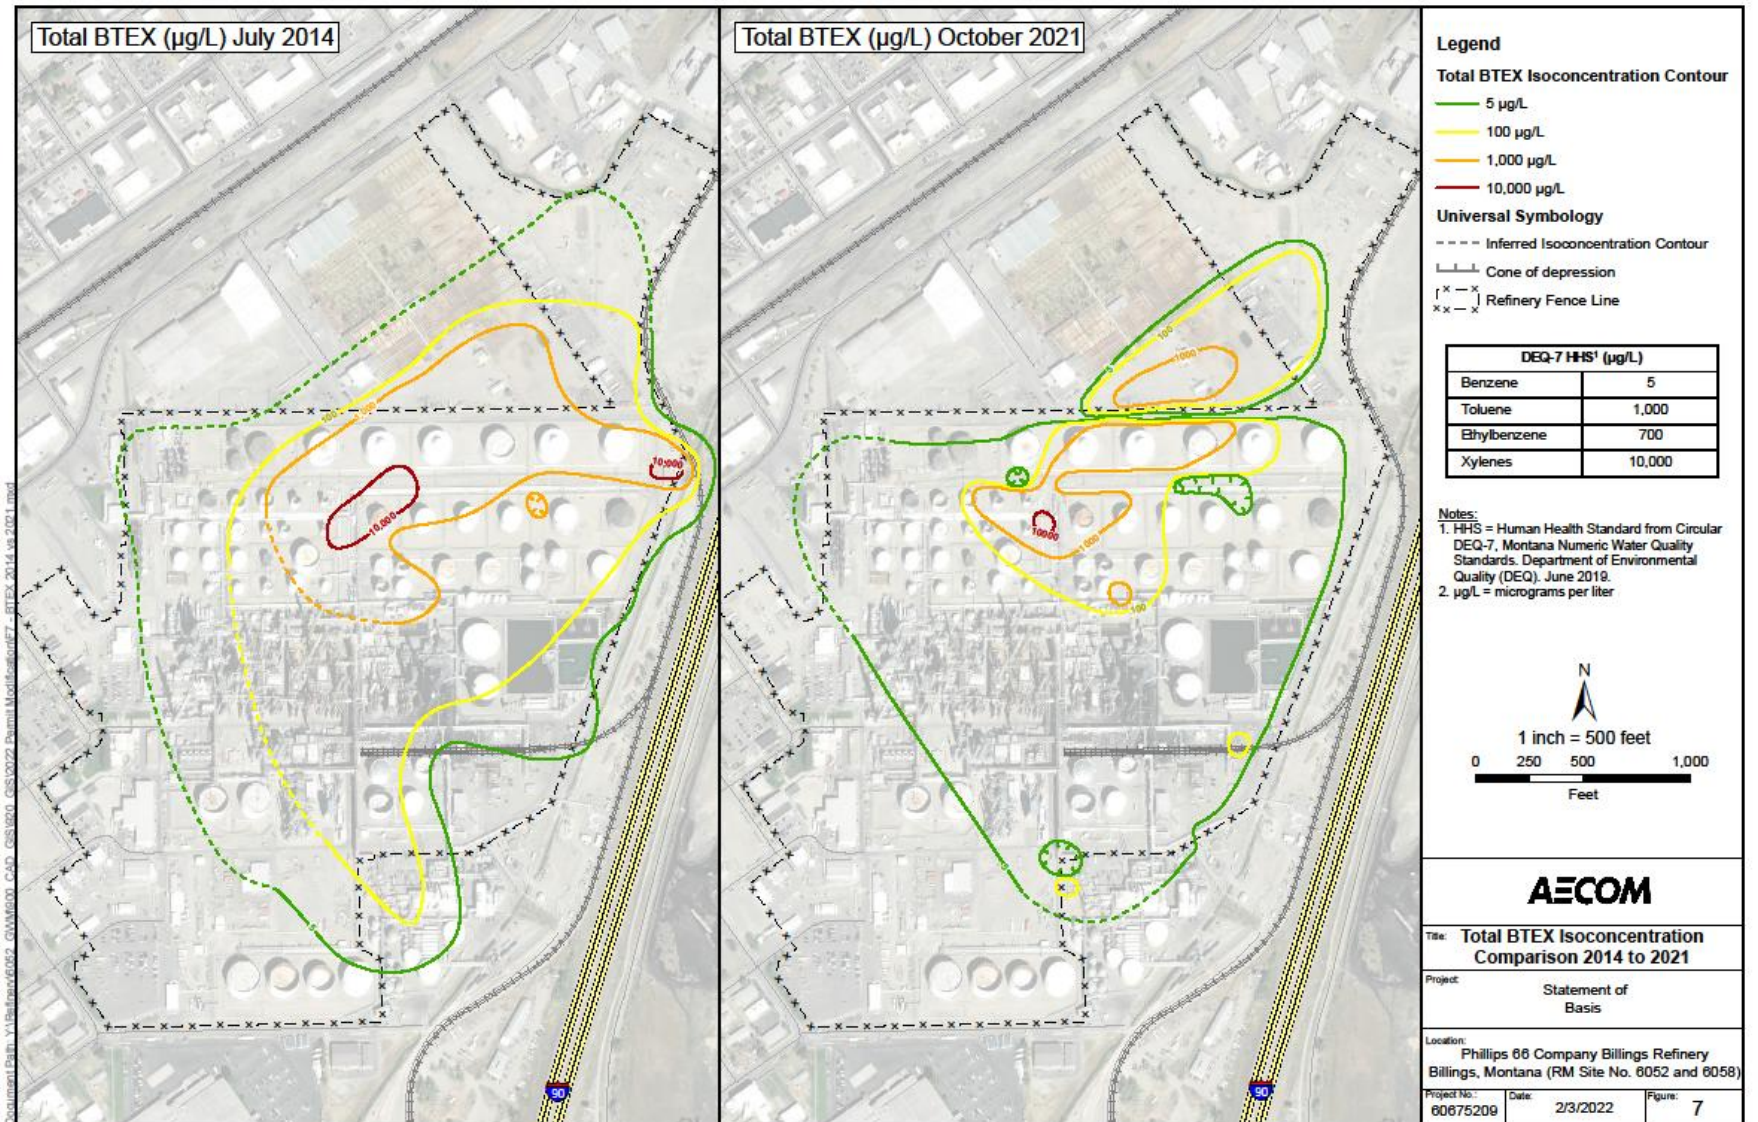 Total BTEX (µg/L) July 2014
100
1,000
10,000
10,000
5
90
Total BTEX (µg/L) October 2021
5
100
1000
10000
1000
100
5
90
Legend
Total BTEX Isoconcentration Contour
5 µg/L
100 µg/L
1,000 µg/L
10,000 µg/L
Universal Symbology
Inferred Isoconcentration Contour
Cone of depression
Refinery Fence Line
DEQ-7 HHS¹ (µg/L)
Benzene 5
Toluene 1,000
Ethylbenzene 700
Xylenes 10,000
Notes:
1. HHS = Human Health Standard from Circular
DEQ-7, Montana Numeric Water Quality
Standards. Department of Environmental
Quality (DEQ). June 2019.
2. µg/L = micrograms per liter
N
1 inch = 500 feet
0 250 500 1,000
Feet
AECOM
Title: Total BTEX Isoconcentration
Comparison 2014 to 2021
Project:
Statement of
Basis
Location:
Phillips 66 Company Billings Refinery
Billings, Montana (RM Site No. 6052 and 6058)
Project No.: Date: Figure:
60675209 2/3/2022 7